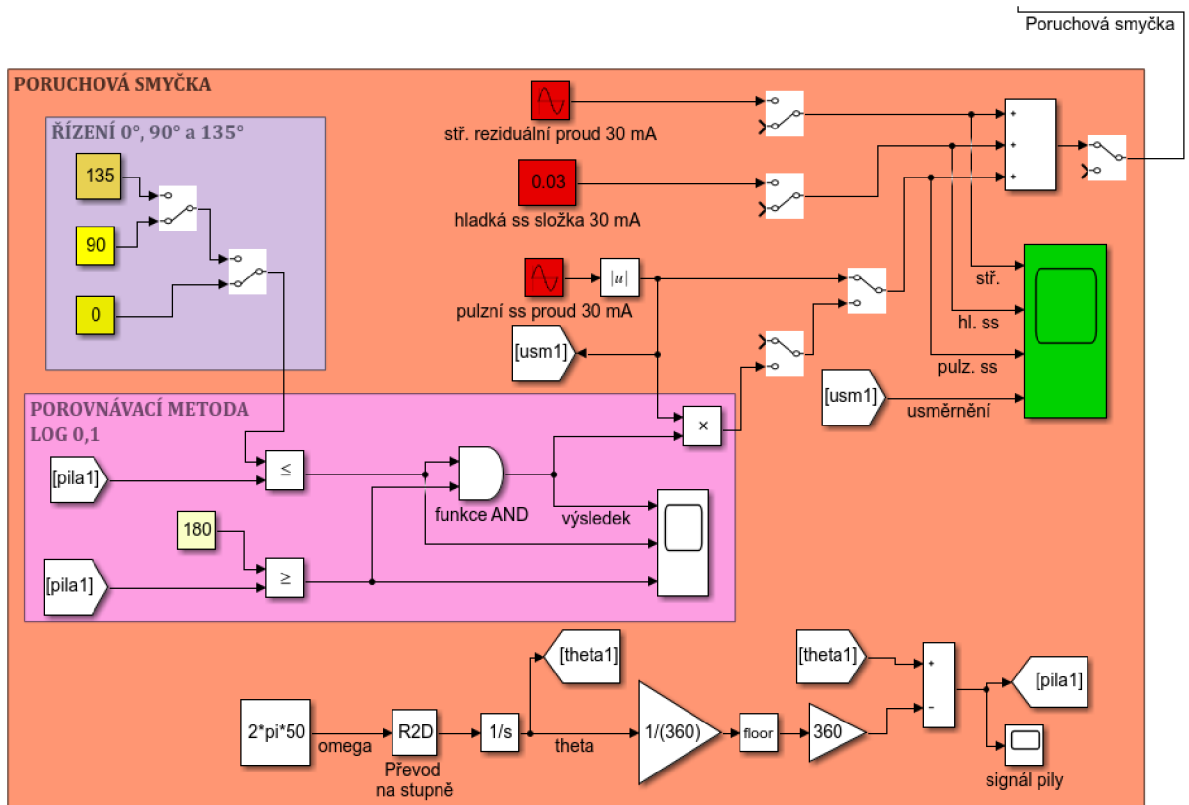 Poruchová smyčka
PORUCHOVÁ SMYČKA
ŘÍZENÍ 0°, 90° a 135°
135
90
0
stř. reziduální proud 30 mA
0.03
hladká ss složka 30 mA
|u|
pulzní ss proud 30 mA
[usm1]
+
+
+
stř.
hl. ss
pulz. ss
[usm1]
usměrnění
POROVNÁVACÍ METODA
LOG 0,1
×
[pila1]
≤
funkce AND
výsledek
180
[pila1]
≥
[theta1]
[theta1]
+
−
[pila1]
2*pi*50
omega
R2D
1/s
theta
1/(360)
floor
360
Převod
na stupně
signál pily